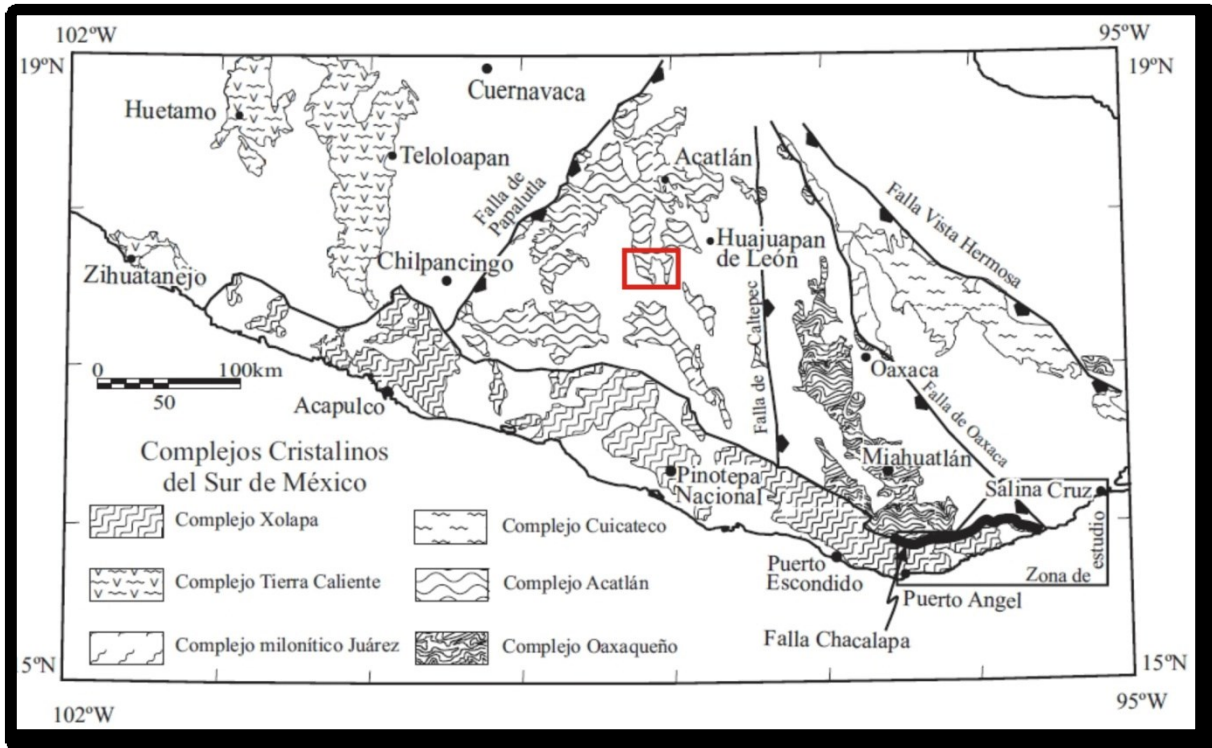 102ºW
95ºW
19ºN
19ºN
Cuernavaca
Huetamo
Teloloapan
Acatlán
Falla de
Papalutla
Falla Vista Hermosa
Huajuapan
de León
Chilpancingo
Zihuatanejo
Falla de Caltepec
0
100km
50
Oaxaca
Acapulco
Falla de Oaxaca
Complejos Cristalinos
del Sur de México
Miahuatlán
Pinotepa
Nacional
Salina Cruz
Complejo Xolapa
Complejo Cuicateco
Zona de
estudio
Puerto
Escondido
Complejo Tierra Caliente
Complejo Acatlán
Puerto Angel
Falla Chacalapa
Complejo milonítico Juárez
Complejo Oaxaqueño
5ºN
15ºN
102ºW
95ºW